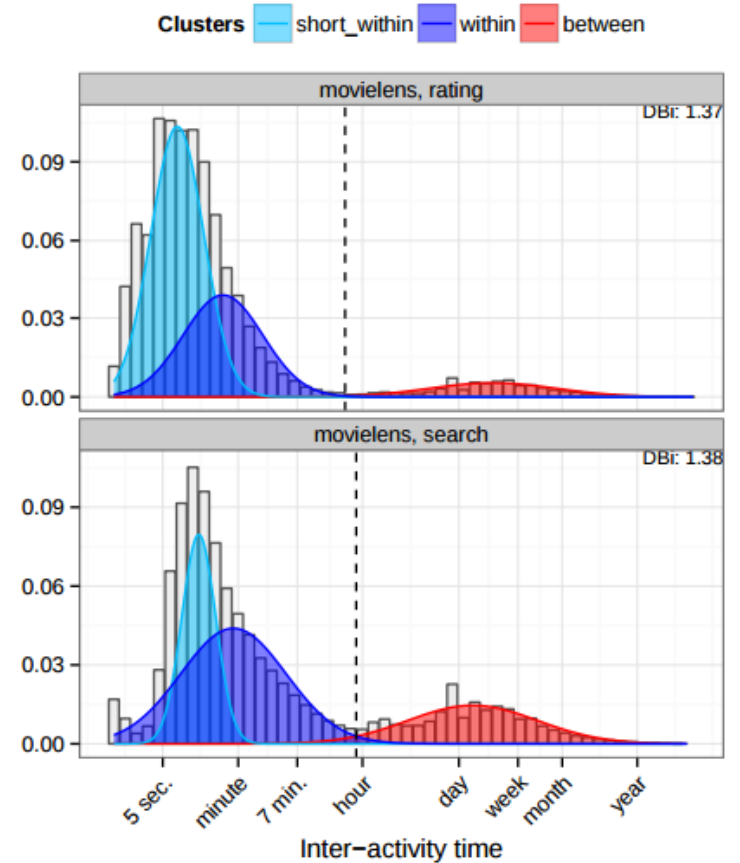 Clusters short_within within between
movielens, rating
DBi: 1.37
0.09
0.06
0.03
0.00
movielens, search
DBi: 1.38
0.09
0.06
0.03
0.00
5 sec. minute 7 min. hour day week month year
Inter−activity time